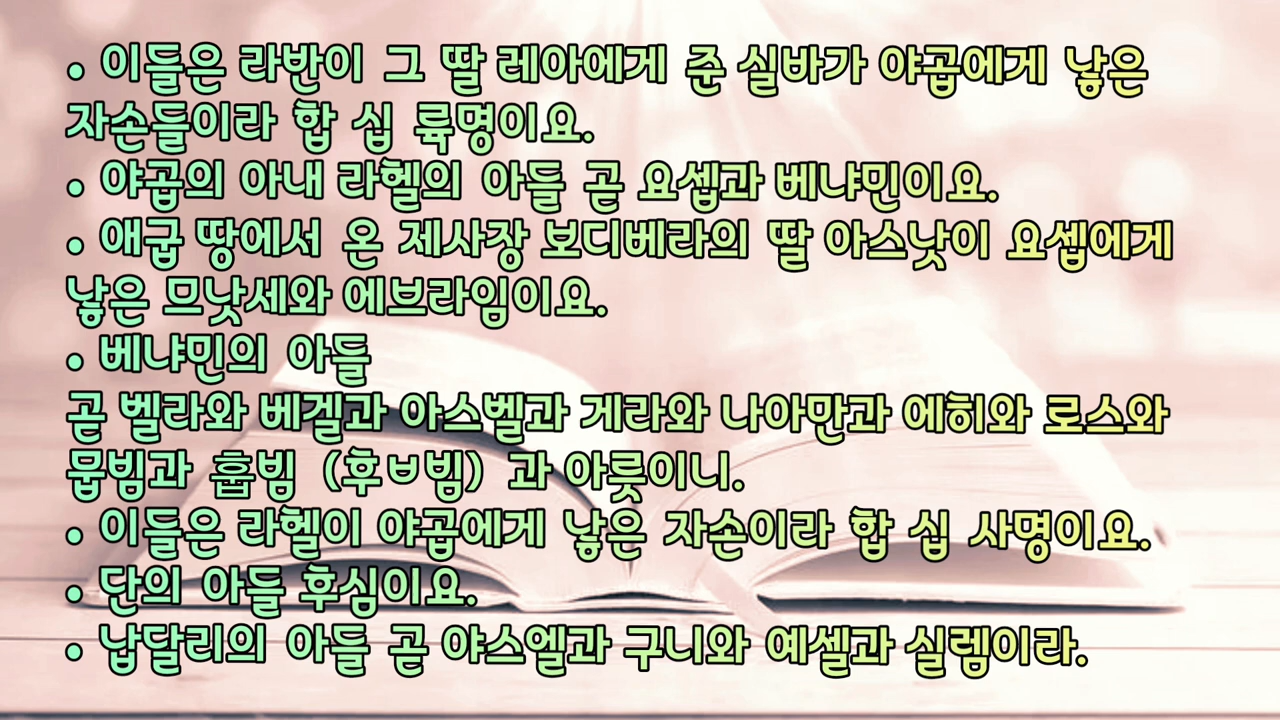 • 이들은 라반이 그 딸 레아에게 준 실바가 야곱에게 낳은
자손들이라 합 십 륙명이요.
• 야곱의 아내 라헬의 아들 곧 요셉과 베냐민이요.
• 애굽 땅에서 온 제사장 보디베라의 딸 아스낫이 요셉에게
낳은 므낫세와 에브라임이요.
• 베냐민의 아들
곧 벨라와 베겔과 아스벨과 게라와 나아만과 에히와 로스와
뭅빔과 훕빔 (후ㅂ빔) 과 아릇이니.
• 이들은 라헬이 야곱에게 낳은 자손이라 합 십 사명이요.
• 단의 아들 후심이요.
• 납달리의 아들 곧 야스엘과 구니와 예셀과 실렘이라.